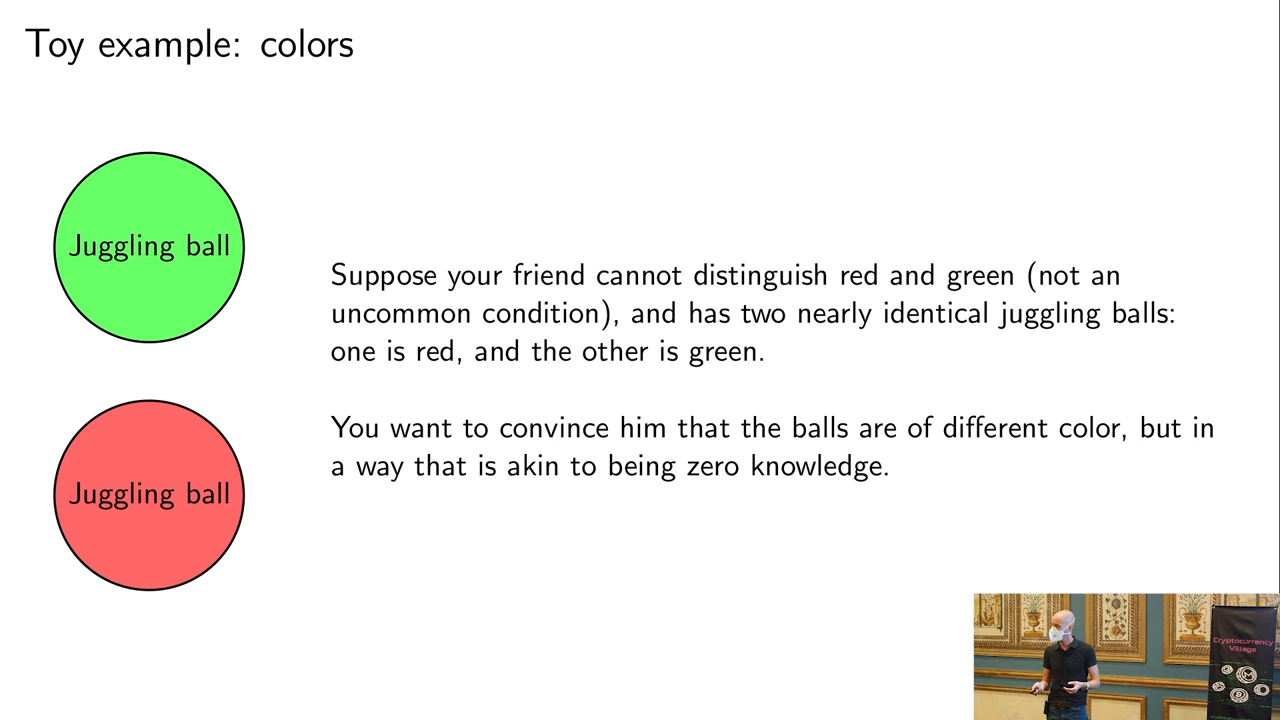 Toy example: colors
Juggling ball
Suppose your friend cannot distinguish red and green (not an
uncommon condition), and has two nearly identical juggling balls:
one is red, and the other is green.
You want to convince him that the balls are of different color, but in
a way that is akin to being zero knowledge.
Juggling ball
Cryptocurrency
Village